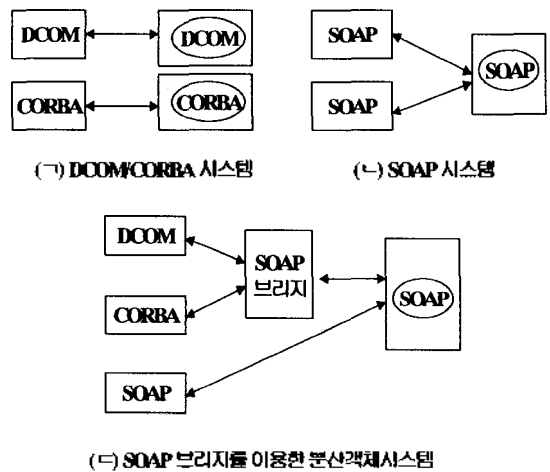 DCOM DCOM
CORBA CORBA
(ㄱ) DCOM/CORBA 시스템
SOAP
SOAP
SOAP
(ㄴ) SOAP 시스템
DCOM
CORBA
SOAP
SOAP
브리지
SOAP
(ㄷ) SOAP 브리지를 이용한 분산객체시스템